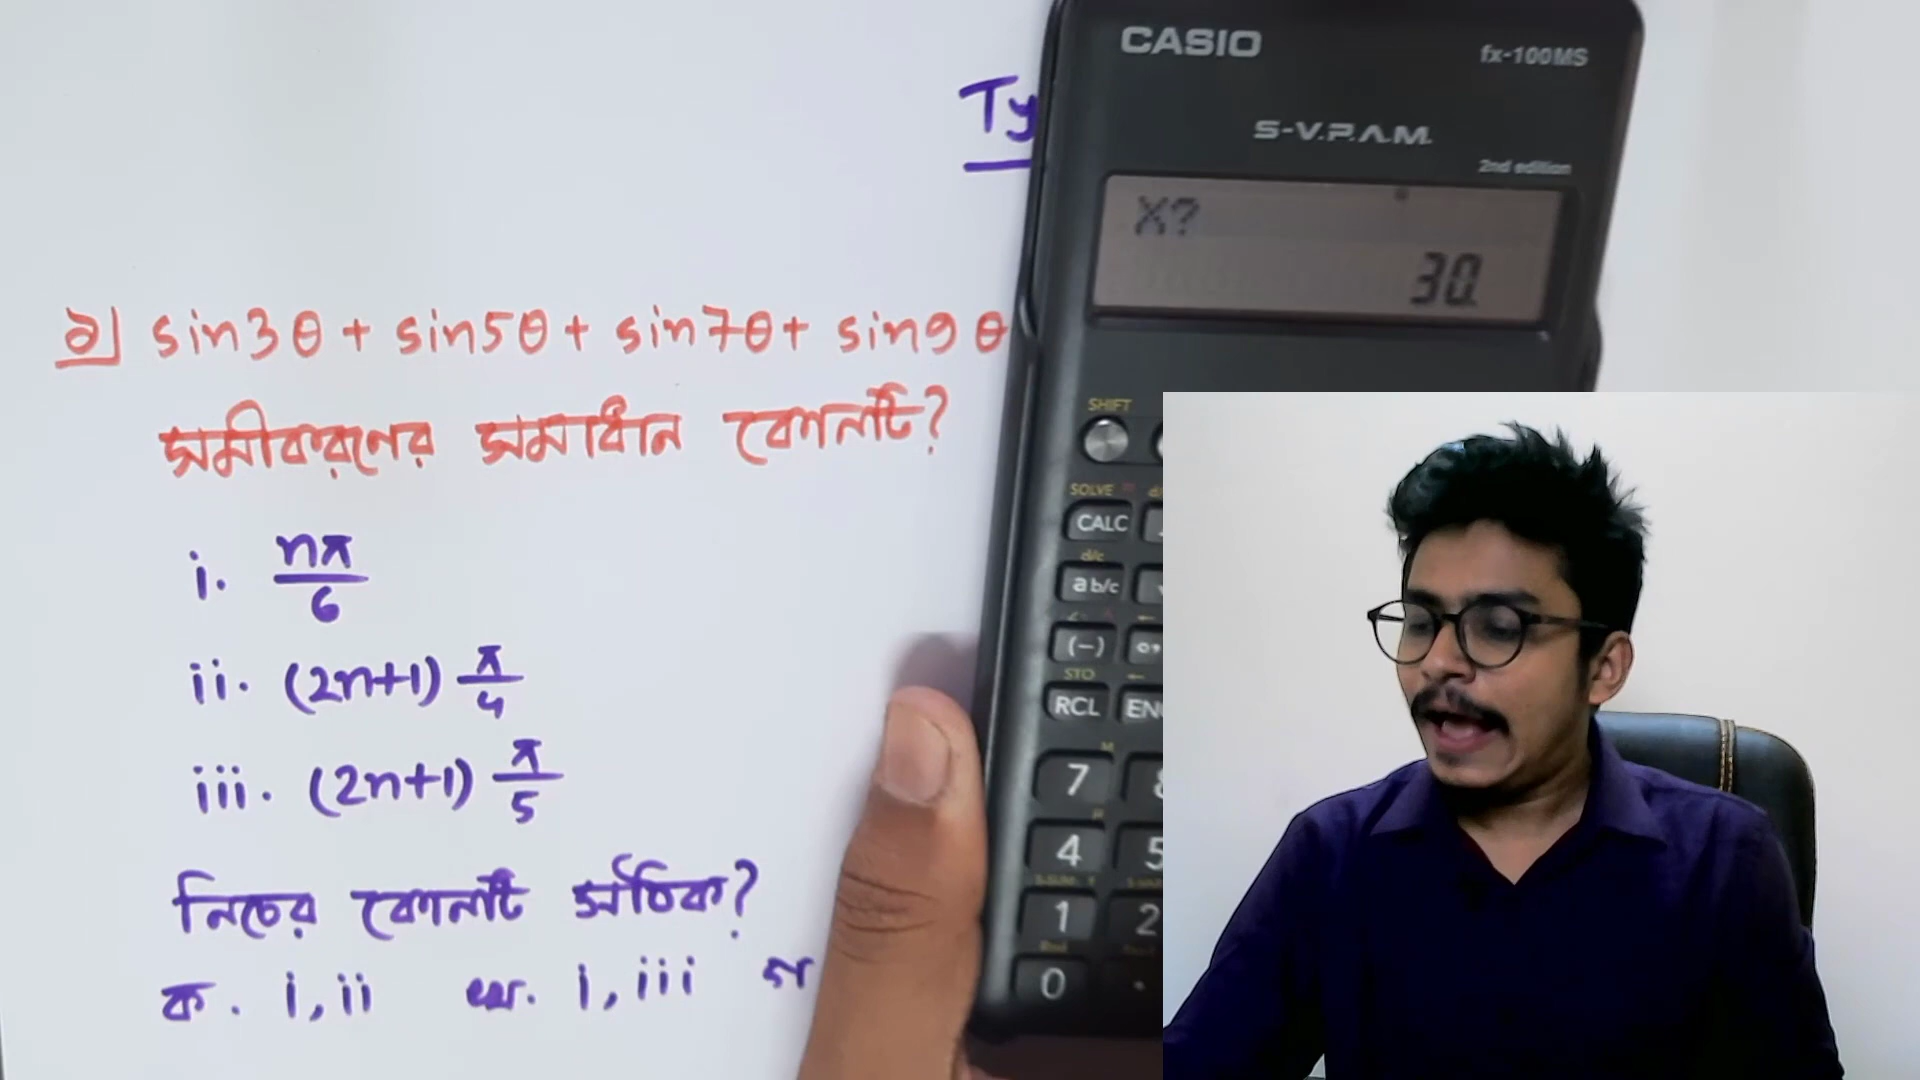 Ty
৯| sin3θ + sin5θ + sin7θ + sin9θ
সমীকরণের সমাধান কোনটি?
i. nπ/6
ii. (2n+1) π/4
iii. (2n+1) π/5
নিচের কোনটি সঠিক?
ক. i, ii খ. i, iii গ
CASIO fx-100MS
S-V.P.A.M.
2nd edition
X?
30.
SHIFT
SOLVE
CALC
d/c
a b/c
(-)
STO
RCL ENG
M
7
4 5
1 2
0 .